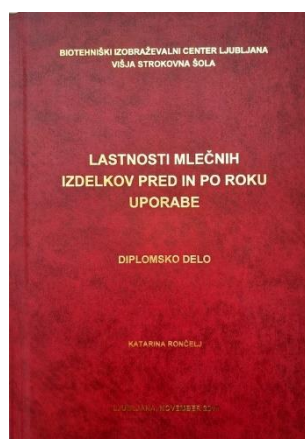 BIOTEHNIŠKI IZOBRAŽEVALNI CENTER LJUBLJANA
VIŠJA STROKOVNA ŠOLA
LASTNOSTI MLEČNIH
IZDELKOV PRED IN PO ROKU
UPORABE
DIPLOMSKO DELO
KATARINA RONČELJ
LJUBLJANA, NOVEMBER